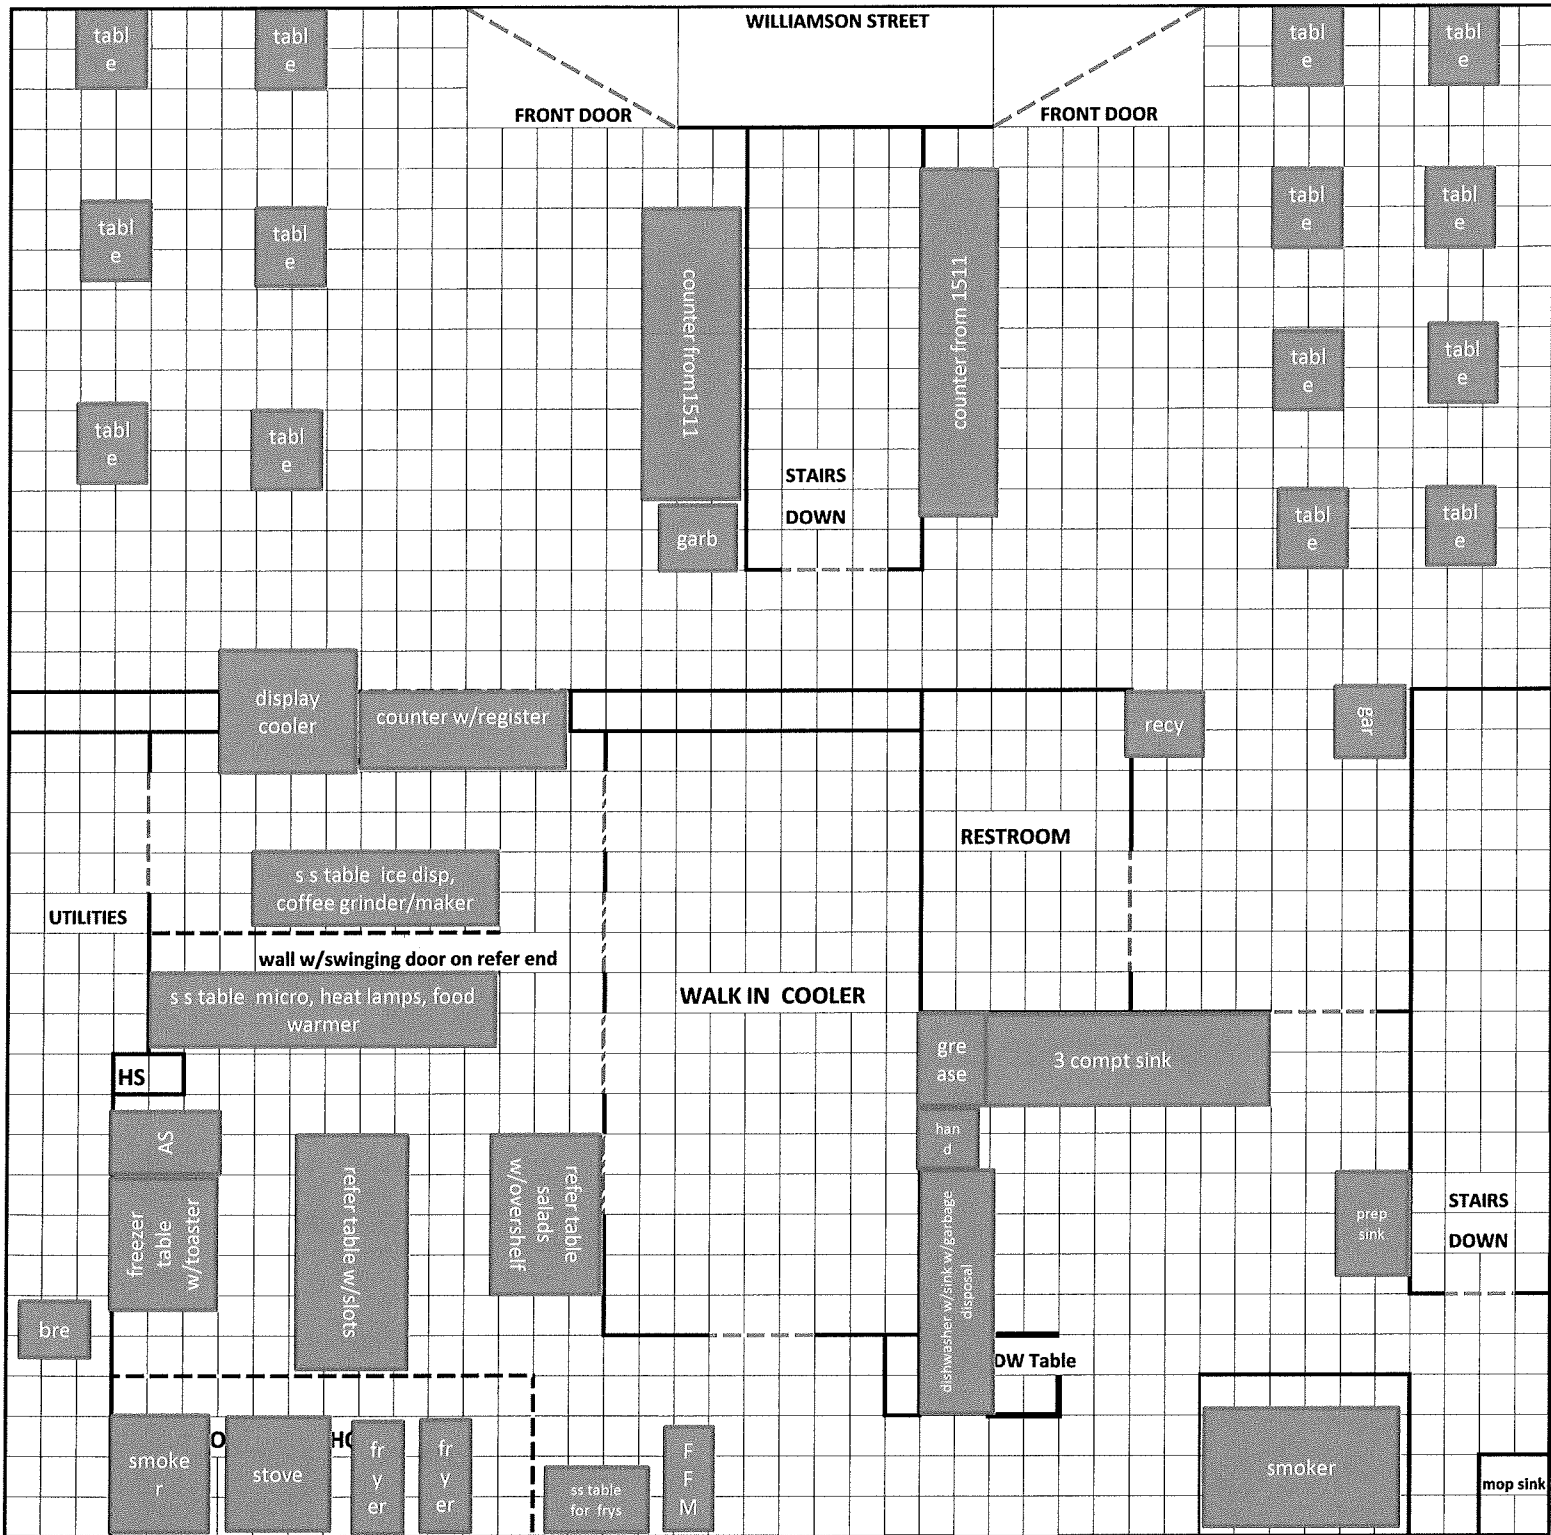 WILLIAMSON STREET
tabl
e
tabl
e
tabl
e
tabl
e
FRONT DOOR
FRONT DOOR
tabl
e
tabl
e
tabl
e
tabl
e
counter from1511
counter from 1511
tabl
e
tabl
e
tabl
e
tabl
e
STAIRS
DOWN
garb
tabl
e
tabl
e
display
cooler
counter w/register
recy
gar
RESTROOM
s s table ice disp,
coffee grinder/maker
UTILITIES
wall w/swinging door on refer end
s s table micro, heat lamps, food
warmer
WALK IN COOLER
gre
ase
3 compt sink
HS
AS
han
d
refer table w/slots
refer table
salads
w/overshelf
freezer
table
w/toaster
dishwasher w/sink w/garbage
disposal
prep
sink
STAIRS
DOWN
bre
DW Table
smoke
r
stove
fr
y
er
fr
y
er
ss table
for frys
F
F
M
smoker
mop sink